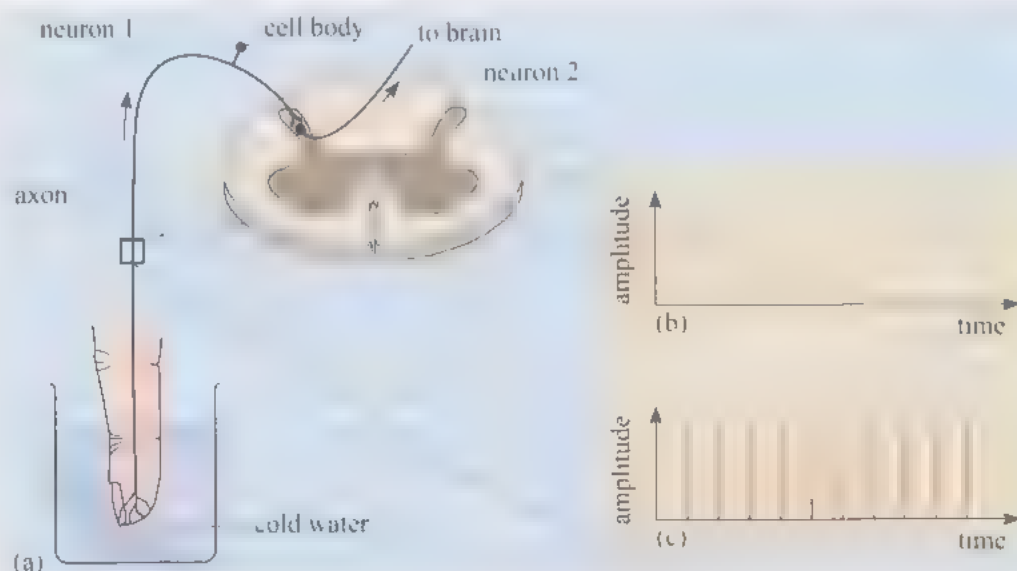 neuron 1
cell body
to brain
neuron 2
axon
cold water
(a)
amplitude
(b)
time
amplitude
(c)
time